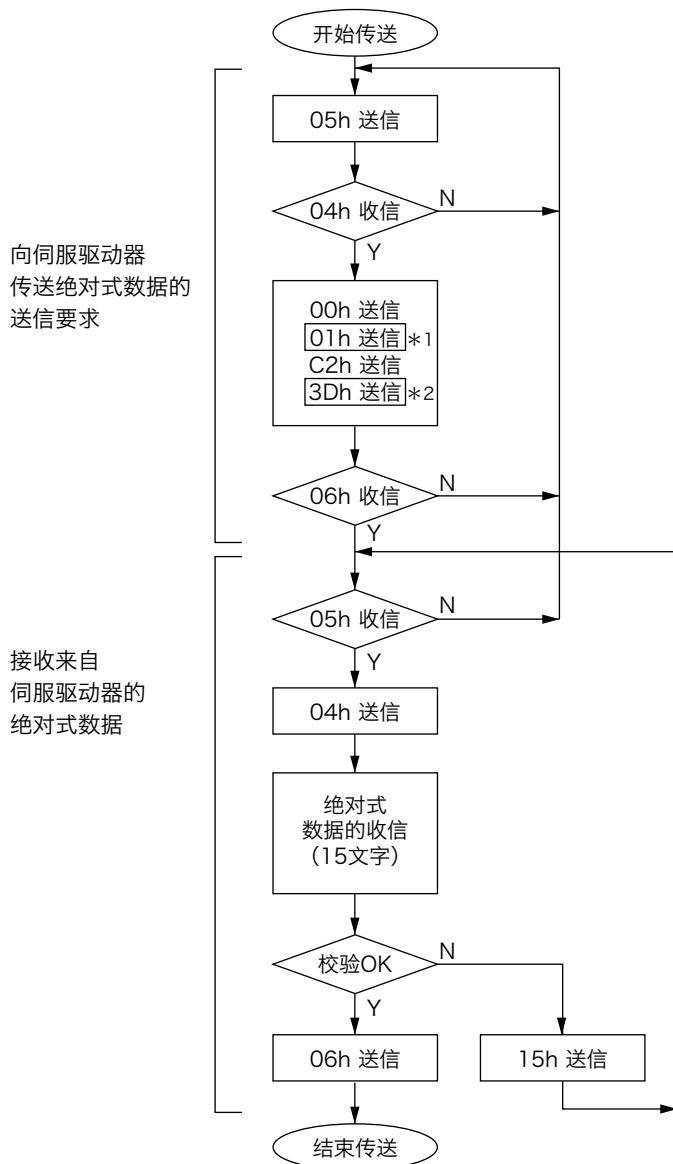 开始传送
05h 送信
04h 收信
N
Y
向伺服驱动器
传送绝对式数据的
送信要求
00h 送信
01h 送信 *1
C2h 送信
3Dh 送信 *2
06h 收信
N
Y
05h 收信
N
Y
接收来自
伺服驱动器的
绝对式数据
04h 送信
绝对式
数据的收信
（15文字）
校验OK
N
Y
06h 送信
15h 送信
结束传送